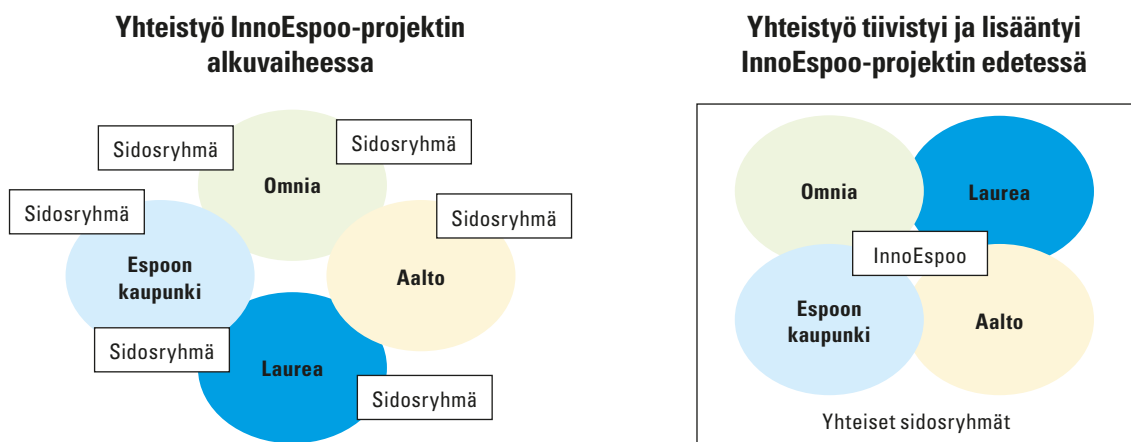 Yhteistyö InnoEspoo-projektin
alkuvaiheessa
Sidosryhmä
Sidosryhmä
Omnia
Sidosryhmä
Sidosryhmä
Espoon
kaupunki
Aalto
Sidosryhmä
Laurea
Sidosryhmä
Yhteistyö tiivistyi ja lisääntyi
InnoEspoo-projektin edetessä
Omnia
Laurea
InnoEspoo
Espoon
kaupunki
Aalto
Yhteiset sidosryhmät